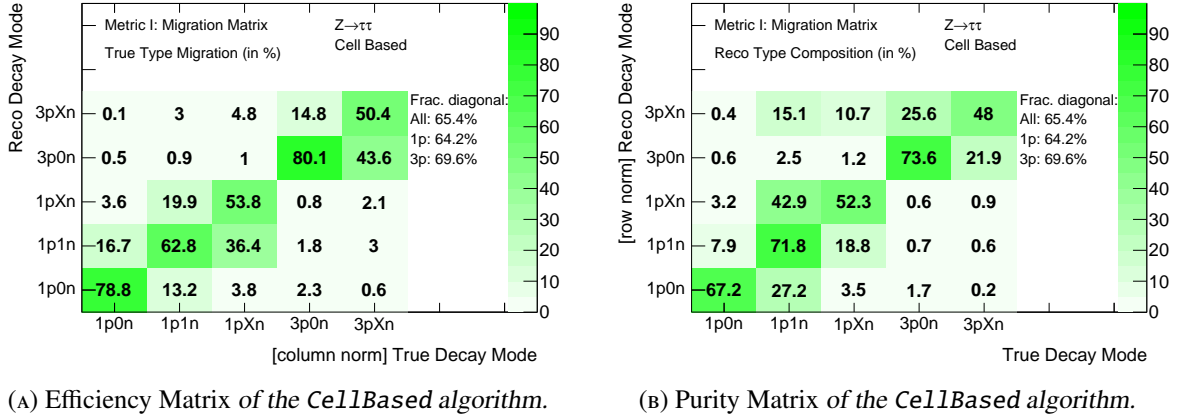 Metric I: Migration Matrix
True Type Migration (in %)
Z→ττ
Cell Based
Reco Decay Mode
3pXn 0.1 3 4.8 14.8 50.4
3p0n 0.5 0.9 1 80.1 43.6
1pXn 3.6 19.9 53.8 0.8 2.1
1p1n 16.7 62.8 36.4 1.8 3
1p0n 78.8 13.2 3.8 2.3 0.6
1p0n 1p1n 1pXn 3p0n 3pXn
Frac. diagonal:
All: 65.4%
1p: 64.2%
3p: 69.6%
90
80
70
60
50
40
30
20
10
0
[column norm] True Decay Mode
(A) Efficiency Matrix of the CellBased algorithm.
Metric I: Migration Matrix
Reco Type Composition (in %)
Z→ττ
Cell Based
[row norm] Reco Decay Mode
3pXn 0.4 15.1 10.7 25.6 48
3p0n 0.6 2.5 1.2 73.6 21.9
1pXn 3.2 42.9 52.3 0.6 0.9
1p1n 7.9 71.8 18.8 0.7 0.6
1p0n 67.2 27.2 3.5 1.7 0.2
1p0n 1p1n 1pXn 3p0n 3pXn
Frac. diagonal:
All: 65.4%
1p: 64.2%
3p: 69.6%
90
80
70
60
50
40
30
20
10
0
True Decay Mode
(B) Purity Matrix of the CellBased algorithm.